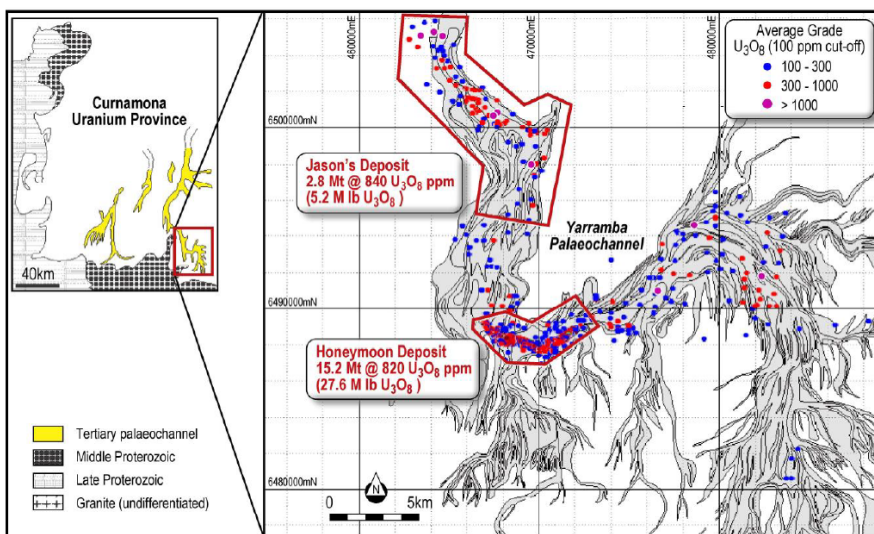 Curnamona
Uranium Province
40km
Tertiary palaeochannel
Middle Proterozoic
Late Proterozoic
Granite (undifferentiated)
460000mE
470000mE
480000mE
6500000mN
6490000mN
6480000mN
Average Grade
U₃O₈ (100 ppm cut-off)
100 - 300
300 - 1000
> 1000
Jason's Deposit
2.8 Mt @ 840 U₃O₈ ppm
(5.2 M lb U₃O₈ )
Yarramba
Palaeochannel
Honeymoon Deposit
15.2 Mt @ 820 U₃O₈ ppm
(27.6 M lb U₃O₈ )
N
0 5km